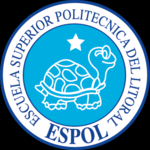 ESCUELA SUPERIOR POLITECNICA DEL LITORAL
ESPOL